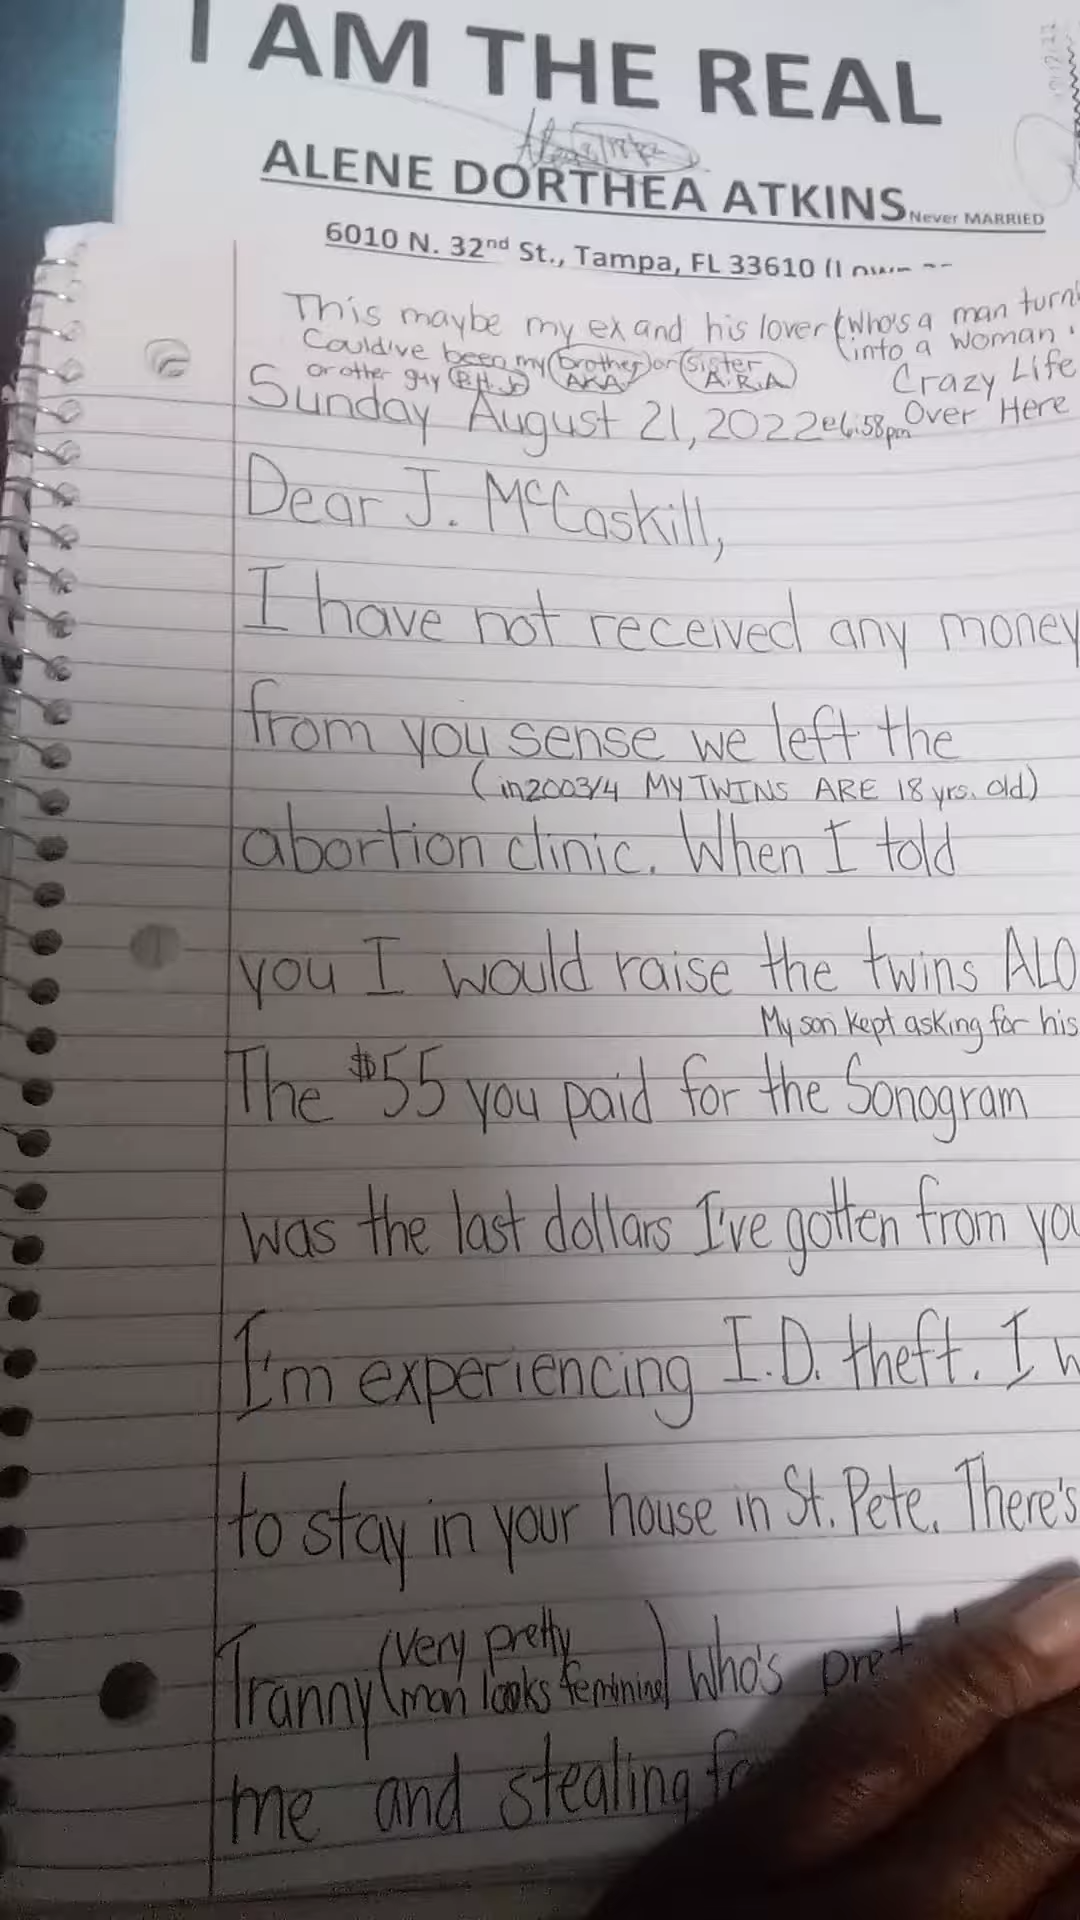 I AM THE REAL
ALENE DORTHEA ATKINS Never MARRIED
6010 N. 32nd St., Tampa, FL 33610 (I own
This maybe my ex and his lover (who's a man turn
Could've been my (brother) or (sister (into a woman
or other guy (P.H. Jr) AKA A.R.A Crazy Life
Sunday August 21, 2022 @ 6:58pm Over Here
Dear J. McCaskill,
I have not received any money
from you sense we left the
(in 2003/4 MY TWINS ARE 18 yrs. old)
abortion clinic. When I told
you I would raise the twins ALO
My son kept asking for his
The $55 you paid for the Sonogram
was the last dollars I've gotten from you
I'm experiencing I.D. theft. I
to stay in your house in St. Pete. There's
(very pretty
Tranny (man looks feminine) who's pret
me and stealing